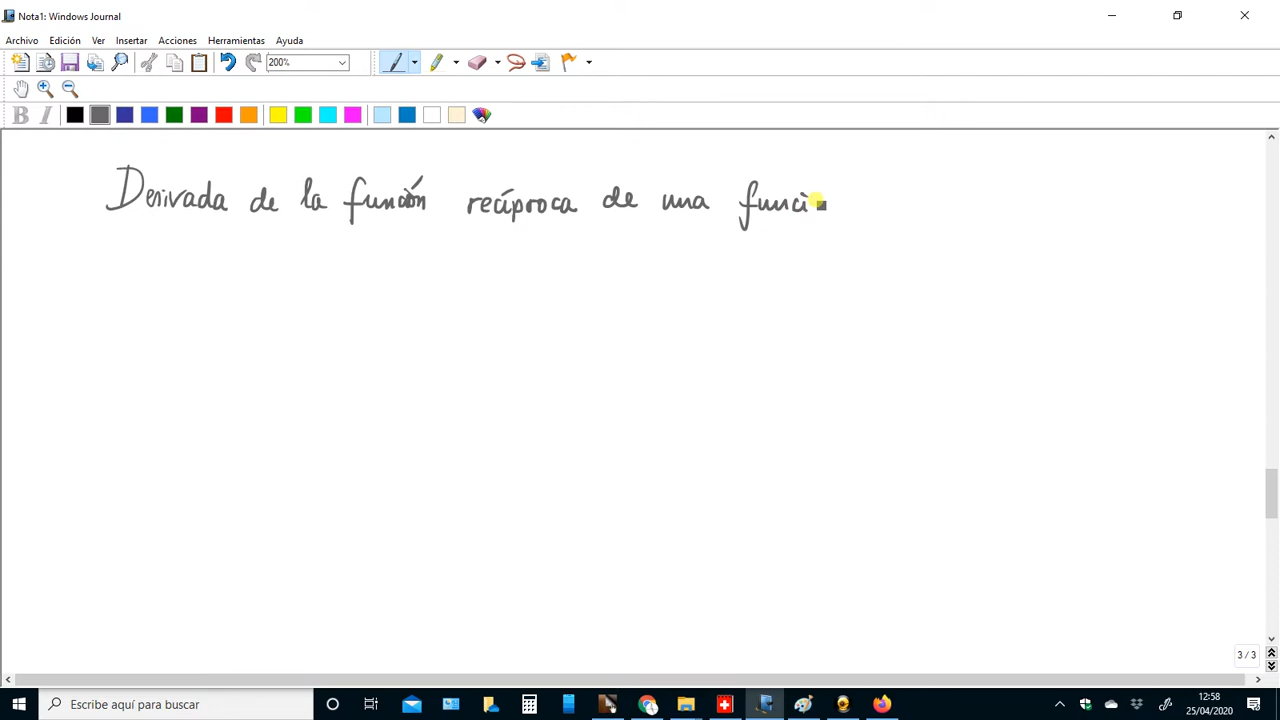 Nota1: Windows Journal
Archivo Edición Ver Insertar Acciones Herramientas Ayuda
200%
B I
Derivada de la función recíproca de una funci
3 / 3
Escribe aquí para buscar
12:58
25/04/2020